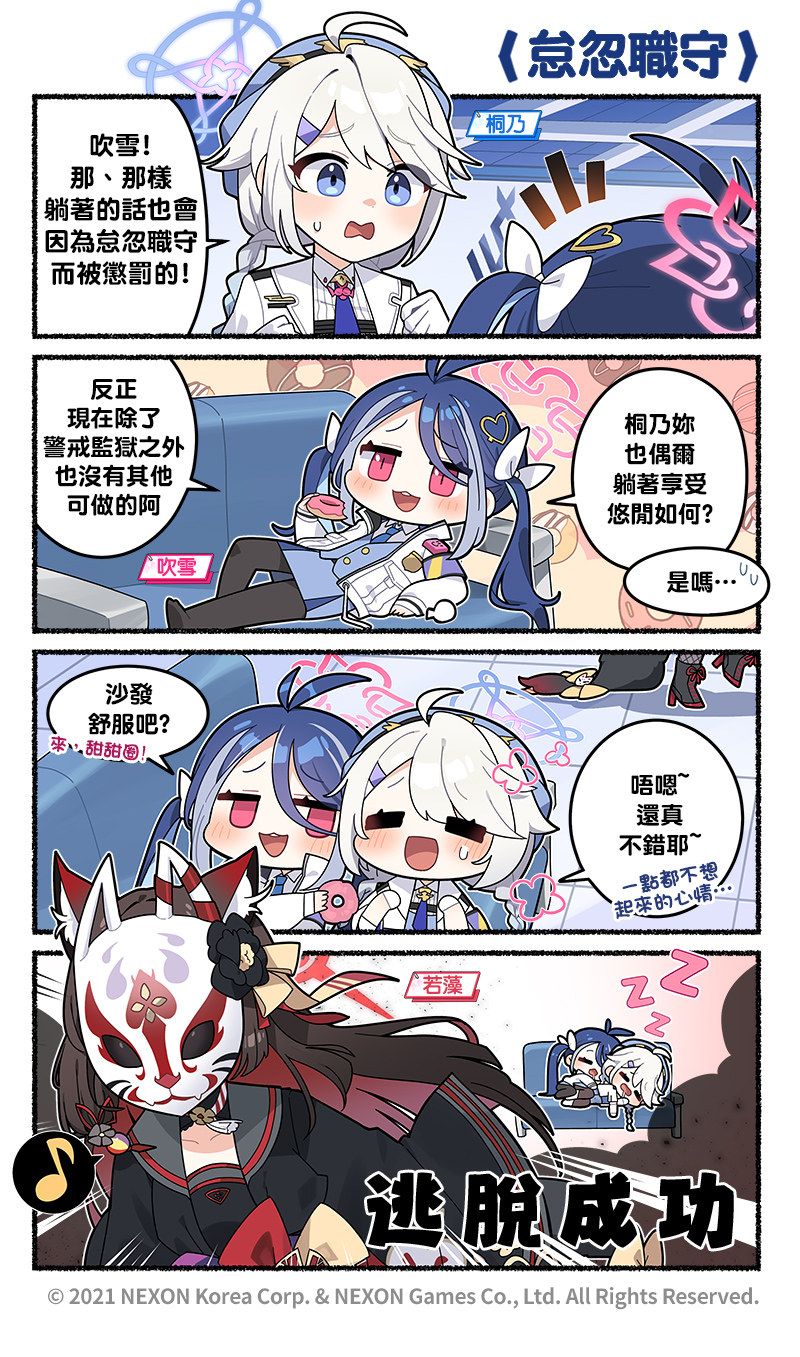 《怠忽職守》
桐乃
吹雪!
那、那樣
躺著的話也會
因為怠忽職守
而被懲罰的!
反正
現在除了
警戒監獄之外
也沒有其他
可做的阿
吹雪
桐乃妳
也偶爾
躺著享受
悠閒如何?
是嗎⋯
沙發
舒服吧?
來，甜甜圈!
唔嗯~
還真
不錯耶~
一點都不想
起來的心情⋯
若藻
Z
Z
Z
逃脫成功
© 2021 NEXON Korea Corp. & NEXON Games Co., Ltd. All Rights Reserved.